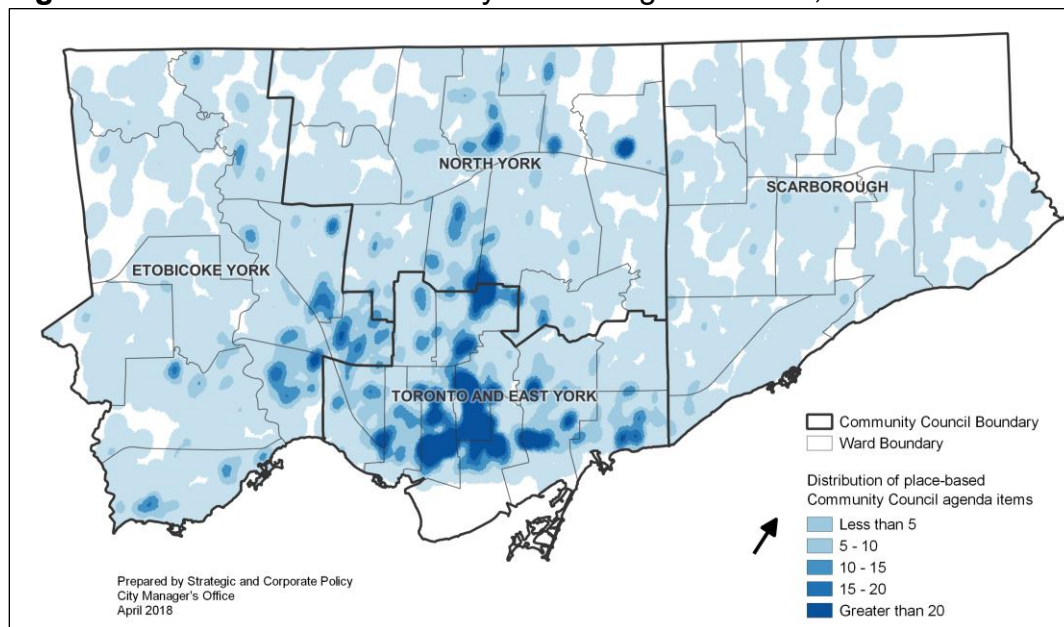 NORTH YORK
SCARBOROUGH
ETOBICOKE YORK
TORONTO AND EAST YORK
Community Council Boundary
Ward Boundary
Distribution of place-based
Community Council agenda items
Less than 5
5 - 10
10 - 15
15 - 20
Greater than 20
Prepared by Strategic and Corporate Policy
City Manager's Office
April 2018